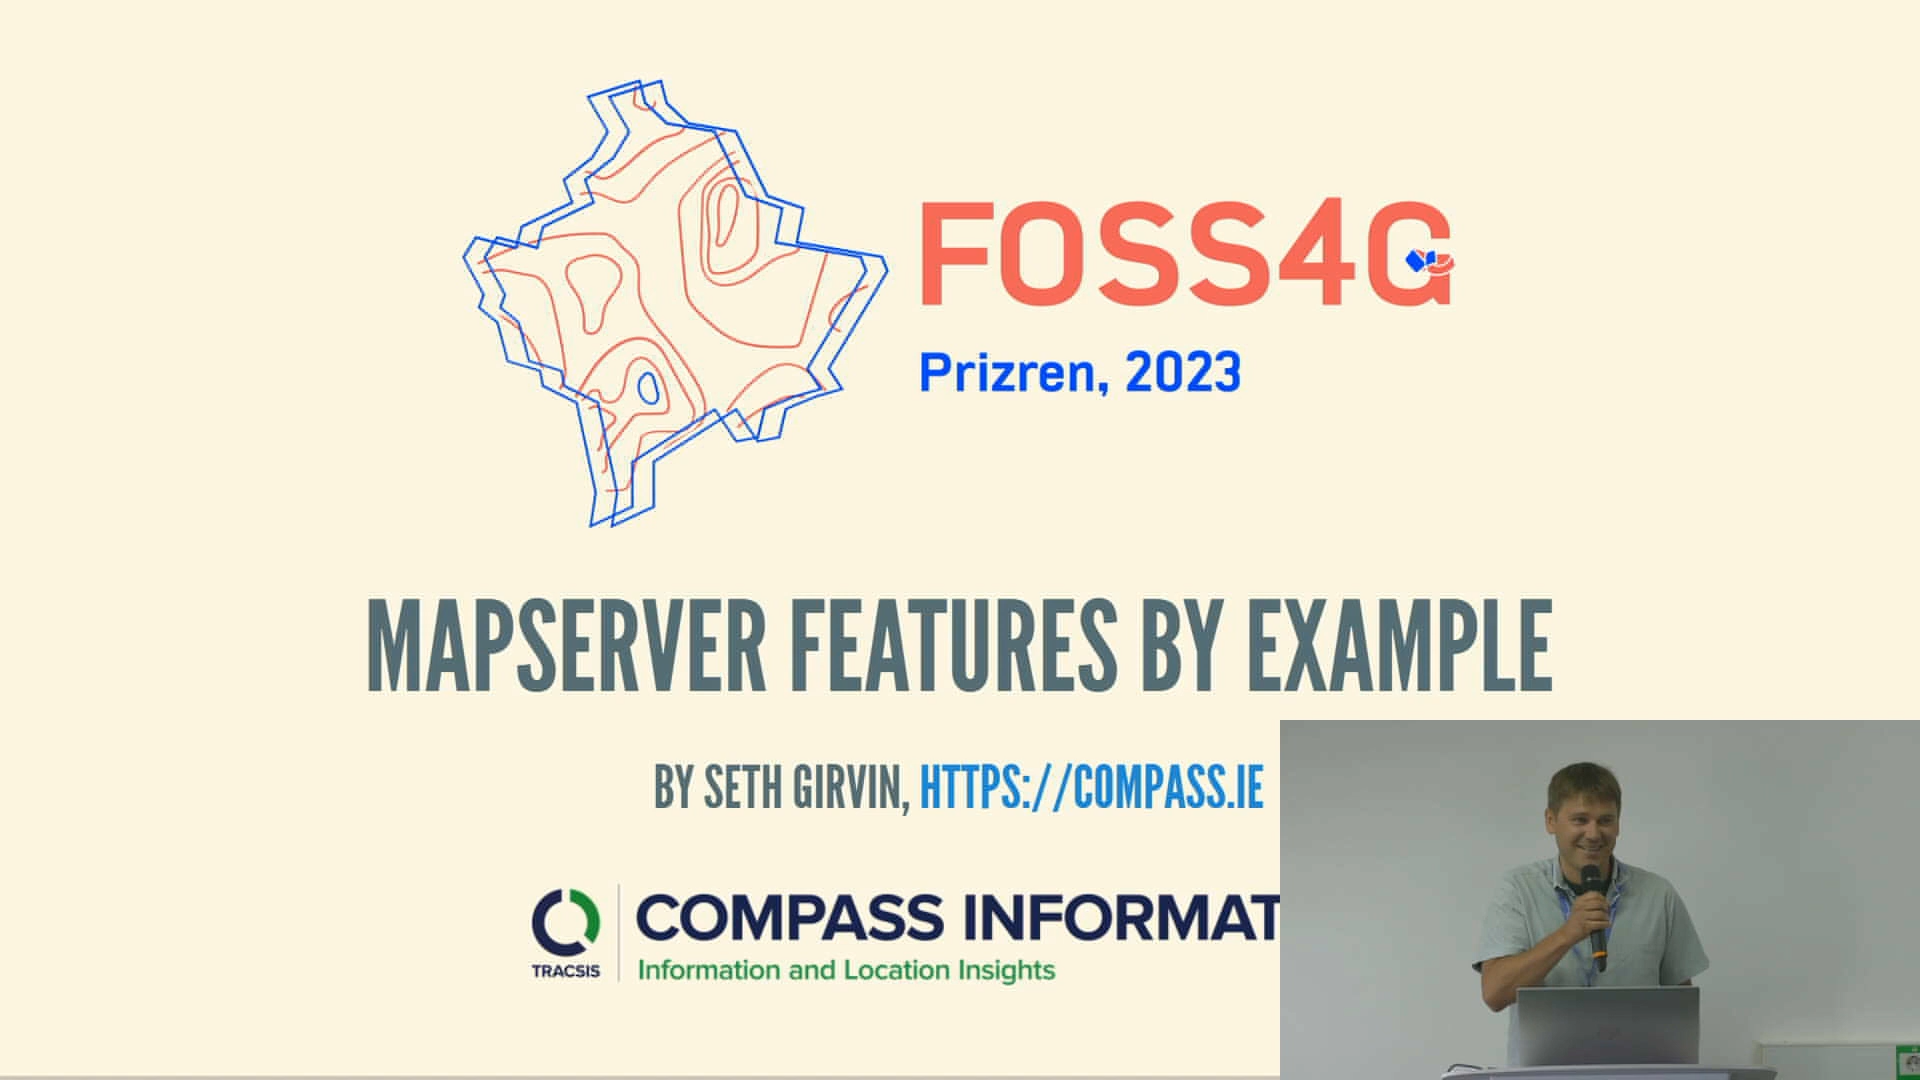 FOSS4G
Prizren, 2023
MAPSERVER FEATURES BY EXAMPLE
BY SETH GIRVIN, HTTPS://COMPASS.IE
COMPASS INFORMAT
TRACSIS
Information and Location Insights